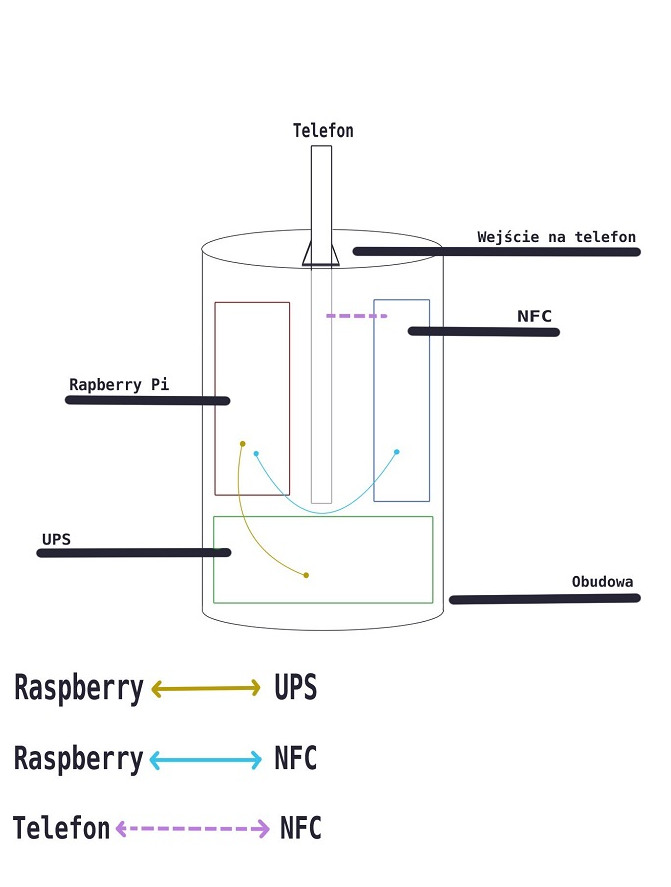 Telefon
Wejście na telefon
NFC
Rapberry Pi
UPS
Obudowa
Raspberry UPS
Raspberry NFC
Telefon NFC